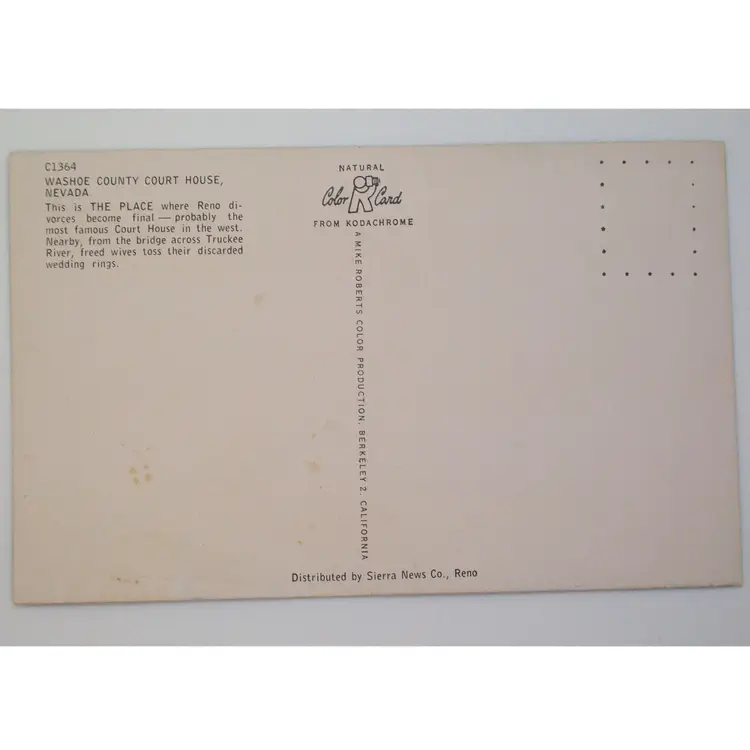 C1364
WASHOE COUNTY COURT HOUSE,
NEVADA
This is THE PLACE where Reno di-
vorces become final — probably the
most famous Court House in the west.
Nearby, from the bridge across Truckee
River, freed wives toss their discarded
wedding rings.
NATURAL
Color Card
FROM KODACHROME
A MIKE ROBERTS COLOR PRODUCTION, BERKELEY 2, CALIFORNIA
Distributed by Sierra News Co., Reno